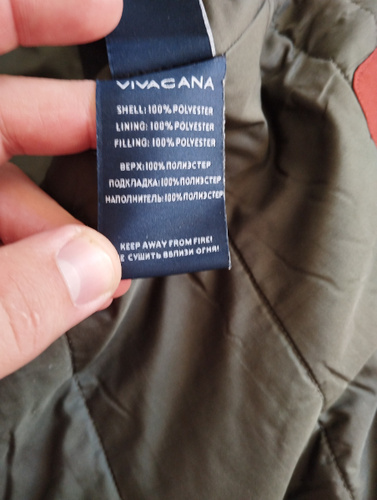 VIVACANA
SHELL: 100% POLYESTER
LINING: 100% POLYESTER
FILLING: 100% POLYESTER
ВЕРХ: 100% ПОЛИЭСТЕР
ПОДКЛАДКА: 100% ПОЛИЭСТЕР
НАПОЛНИТЕЛЬ: 100% ПОЛИЭСТЕР
KEEP AWAY FROM FIRE!
Е СУШИТЬ ВБЛИЗИ ОГНЯ!